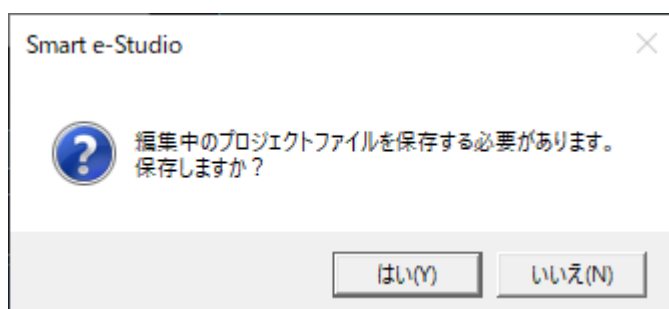 Smart e-Studio
編集中のプロジェクトファイルを保存する必要があります。
保存しますか？
はい(Y)
いいえ(N)